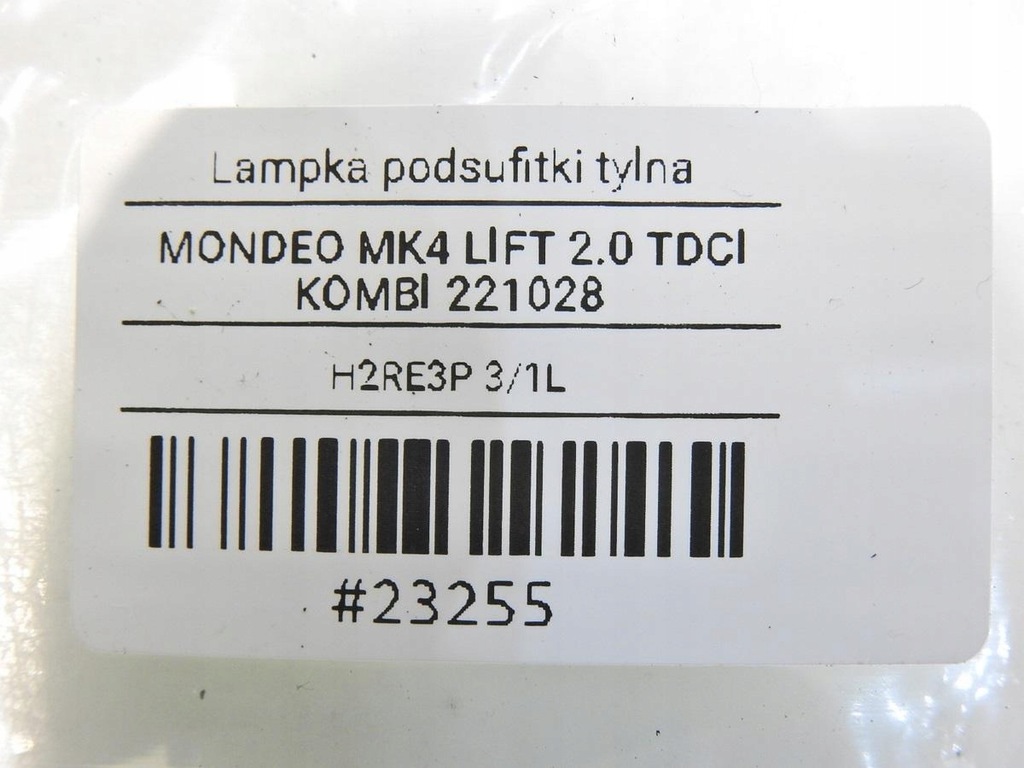 Lampka podsufitki tylna
MONDEO MK4 LIFT 2.0 TDCI
KOMBI 221028
H2RE3P 3/1L
#23255